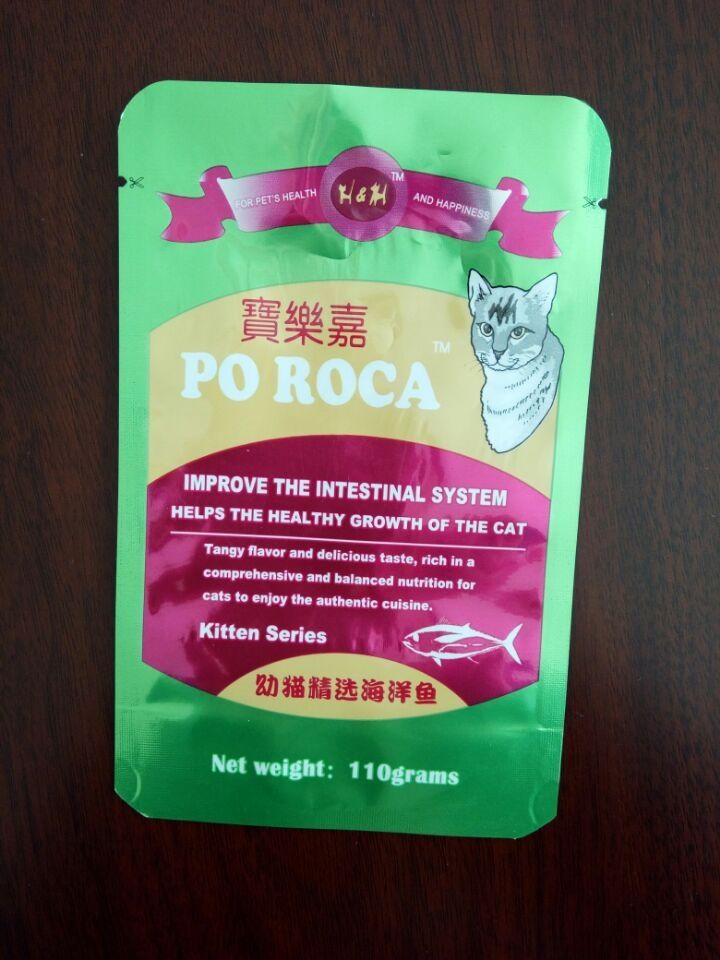 FOR PET'S HEALTH H & H TM AND HAPPINESS
寶樂嘉
PO ROCA TM
IMPROVE THE INTESTINAL SYSTEM
HELPS THE HEALTHY GROWTH OF THE CAT
Tangy flavor and delicious taste, rich in a
comprehensive and balanced nutrition for
cats to enjoy the authentic cuisine.
Kitten Series
幼猫精选海洋鱼
Net weight: 110grams